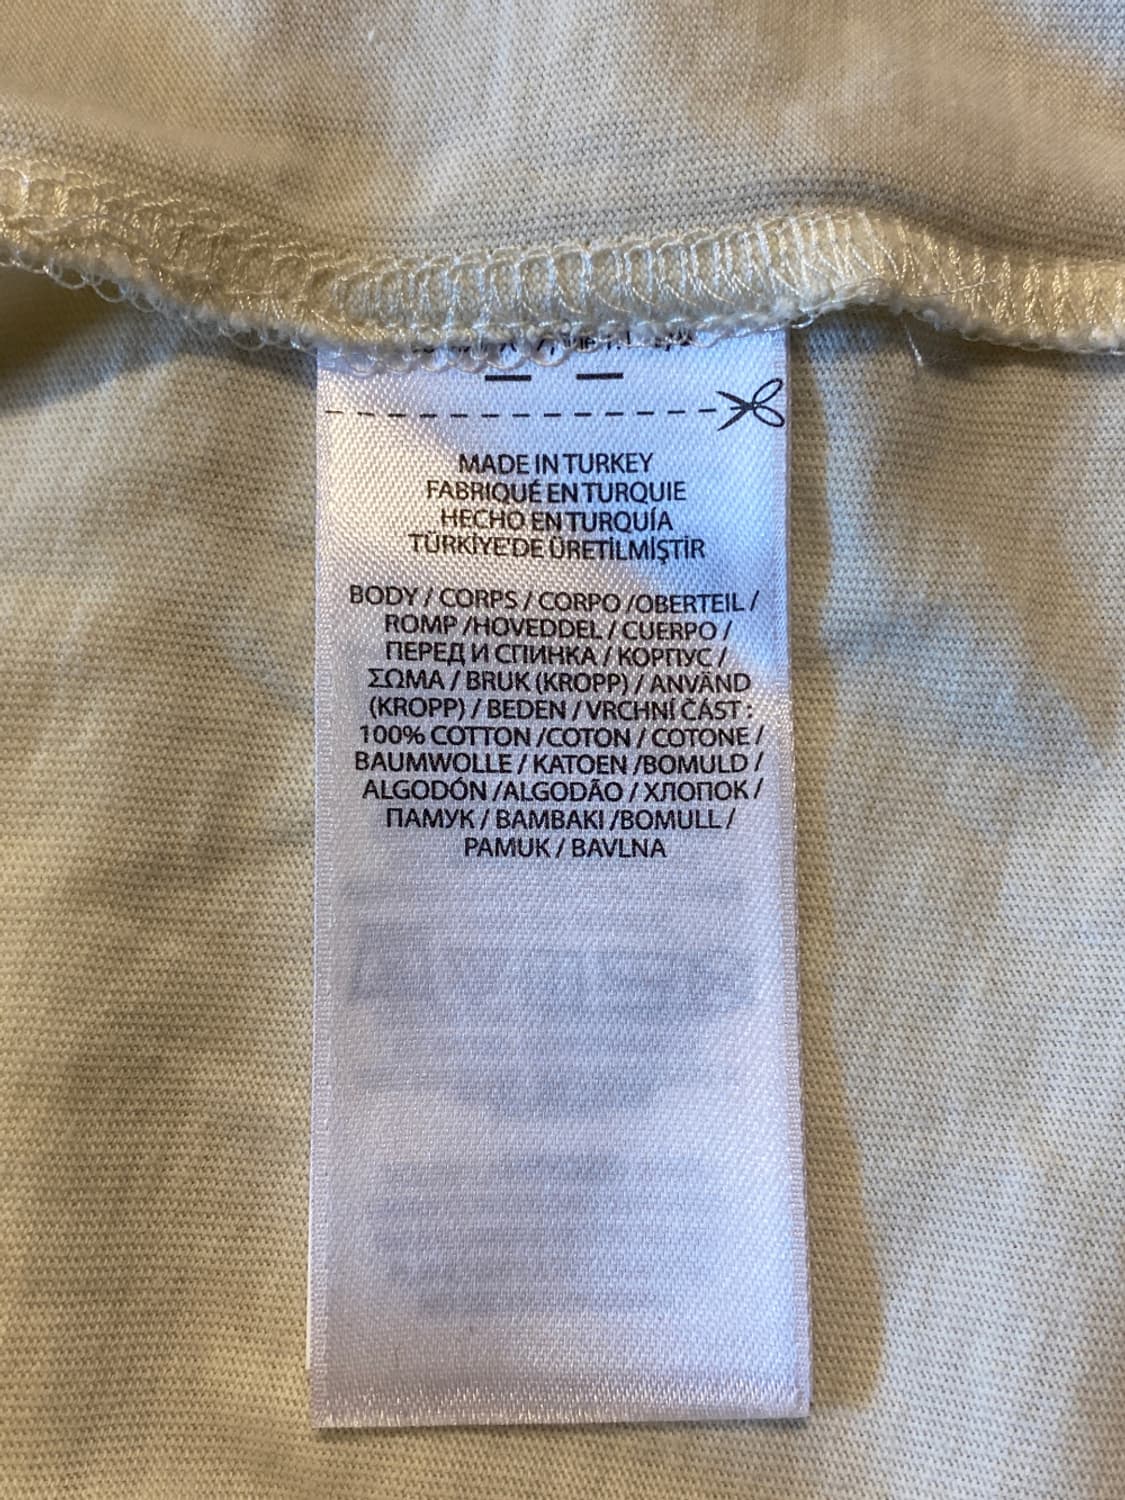 MADE IN TURKEY
FABRIQUÉ EN TURQUIE
HECHO EN TURQUÍA
TÜRKİYE'DE ÜRETİLMİŞTİR
BODY / CORPS / CORPO /OBERTEIL /
ROMP /HOVEDDEL / CUERPO /
ПЕРЕД И СПИНКА / КОРПУС /
ΣΩΜΑ / BRUK (KROPP) / ANVÄND
(KROPP) / BEDEN / VRCHNÍ ČÁST :
100% COTTON /COTON / COTONE /
BAUMWOLLE / KATOEN /BOMULD /
ALGODÓN /ALGODÃO / ХЛОПОК /
ПАМУК / BAMBAKI /BOMULL /
PAMUK / BAVLNA